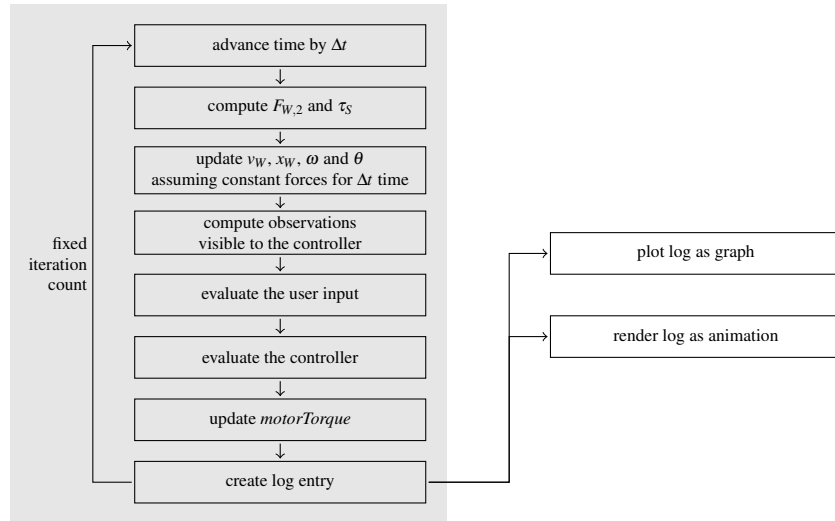 advance time by Δt
compute F_{W,2} and τ_S
update v_W, x_W, ω and θ
assuming constant forces for Δt time
compute observations
visible to the controller
evaluate the user input
evaluate the controller
update motorTorque
create log entry
fixed
iteration
count
plot log as graph
render log as animation